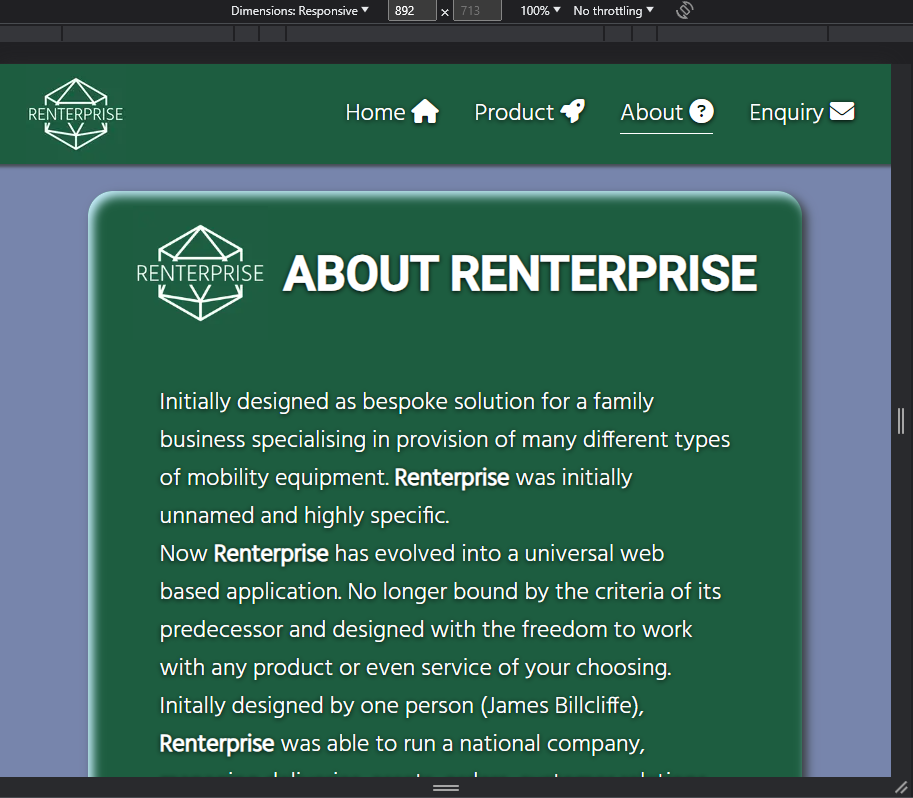 Dimensions: Responsive 892 × 713 100% No throttling
RENTERPRISE Home Product About ? Enquiry
RENTERPRISE ABOUT RENTERPRISE
Initially designed as bespoke solution for a family
business specialising in provision of many different types
of mobility equipment. Renterprise was initially
unnamed and highly specific.
Now Renterprise has evolved into a universal web
based application. No longer bound by the criteria of its
predecessor and designed with the freedom to work
with any product or even service of your choosing.
Initally designed by one person (James Billcliffe),
Renterprise was able to run a national company,